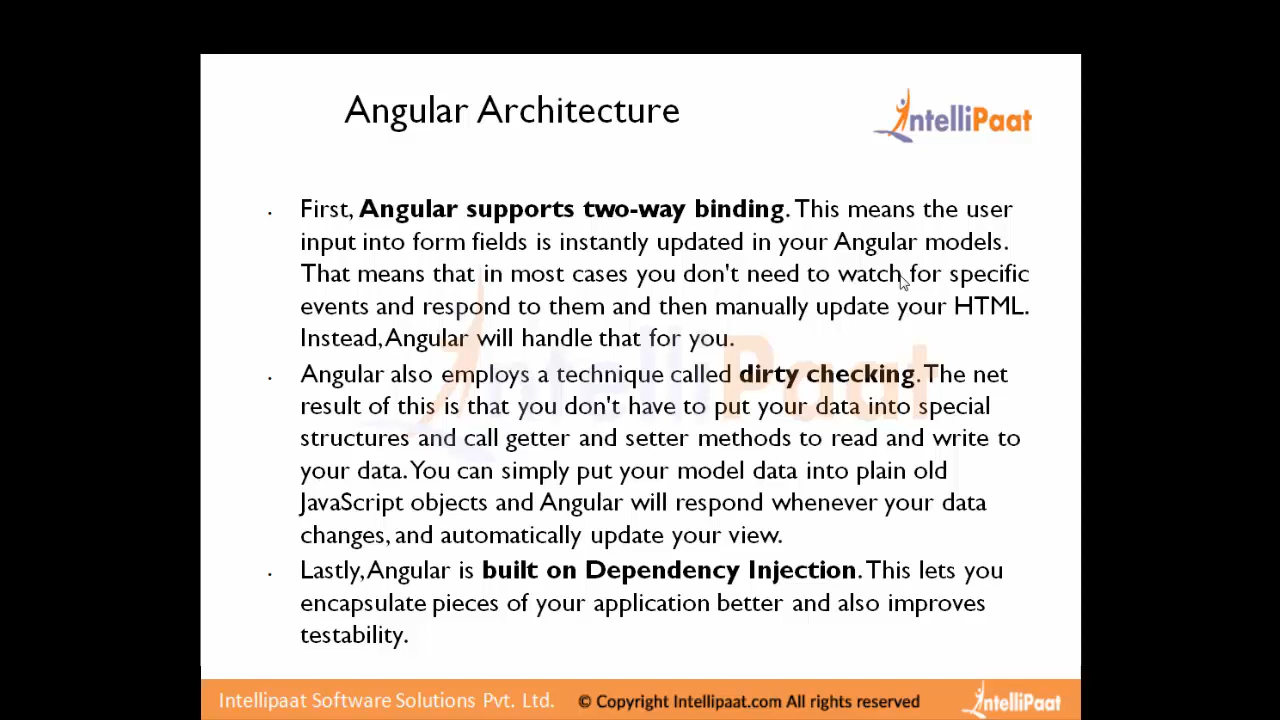 Angular Architecture
IntelliPaat
· First, Angular supports two-way binding. This means the user
input into form fields is instantly updated in your Angular models.
That means that in most cases you don't need to watch for specific
events and respond to them and then manually update your HTML.
Instead, Angular will handle that for you.
· Angular also employs a technique called dirty checking. The net
result of this is that you don't have to put your data into special
structures and call getter and setter methods to read and write to
your data. You can simply put your model data into plain old
JavaScript objects and Angular will respond whenever your data
changes, and automatically update your view.
· Lastly, Angular is built on Dependency Injection. This lets you
encapsulate pieces of your application better and also improves
testability.
IntelliPaat
Intellipaat Software Solutions Pvt. Ltd. © Copyright Intellipaat.com All rights reserved IntelliPaat